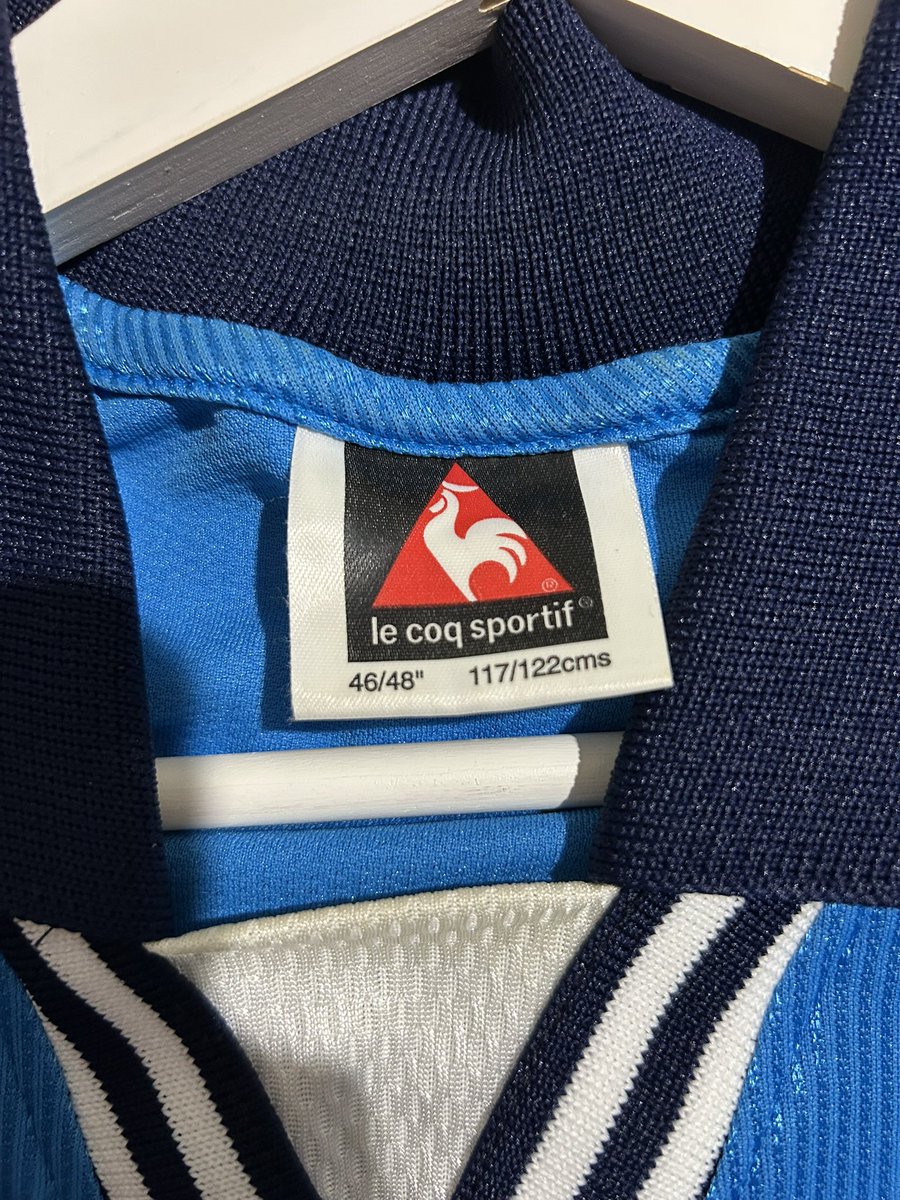 ®
le coq sportif®
46/48" 117/122cms